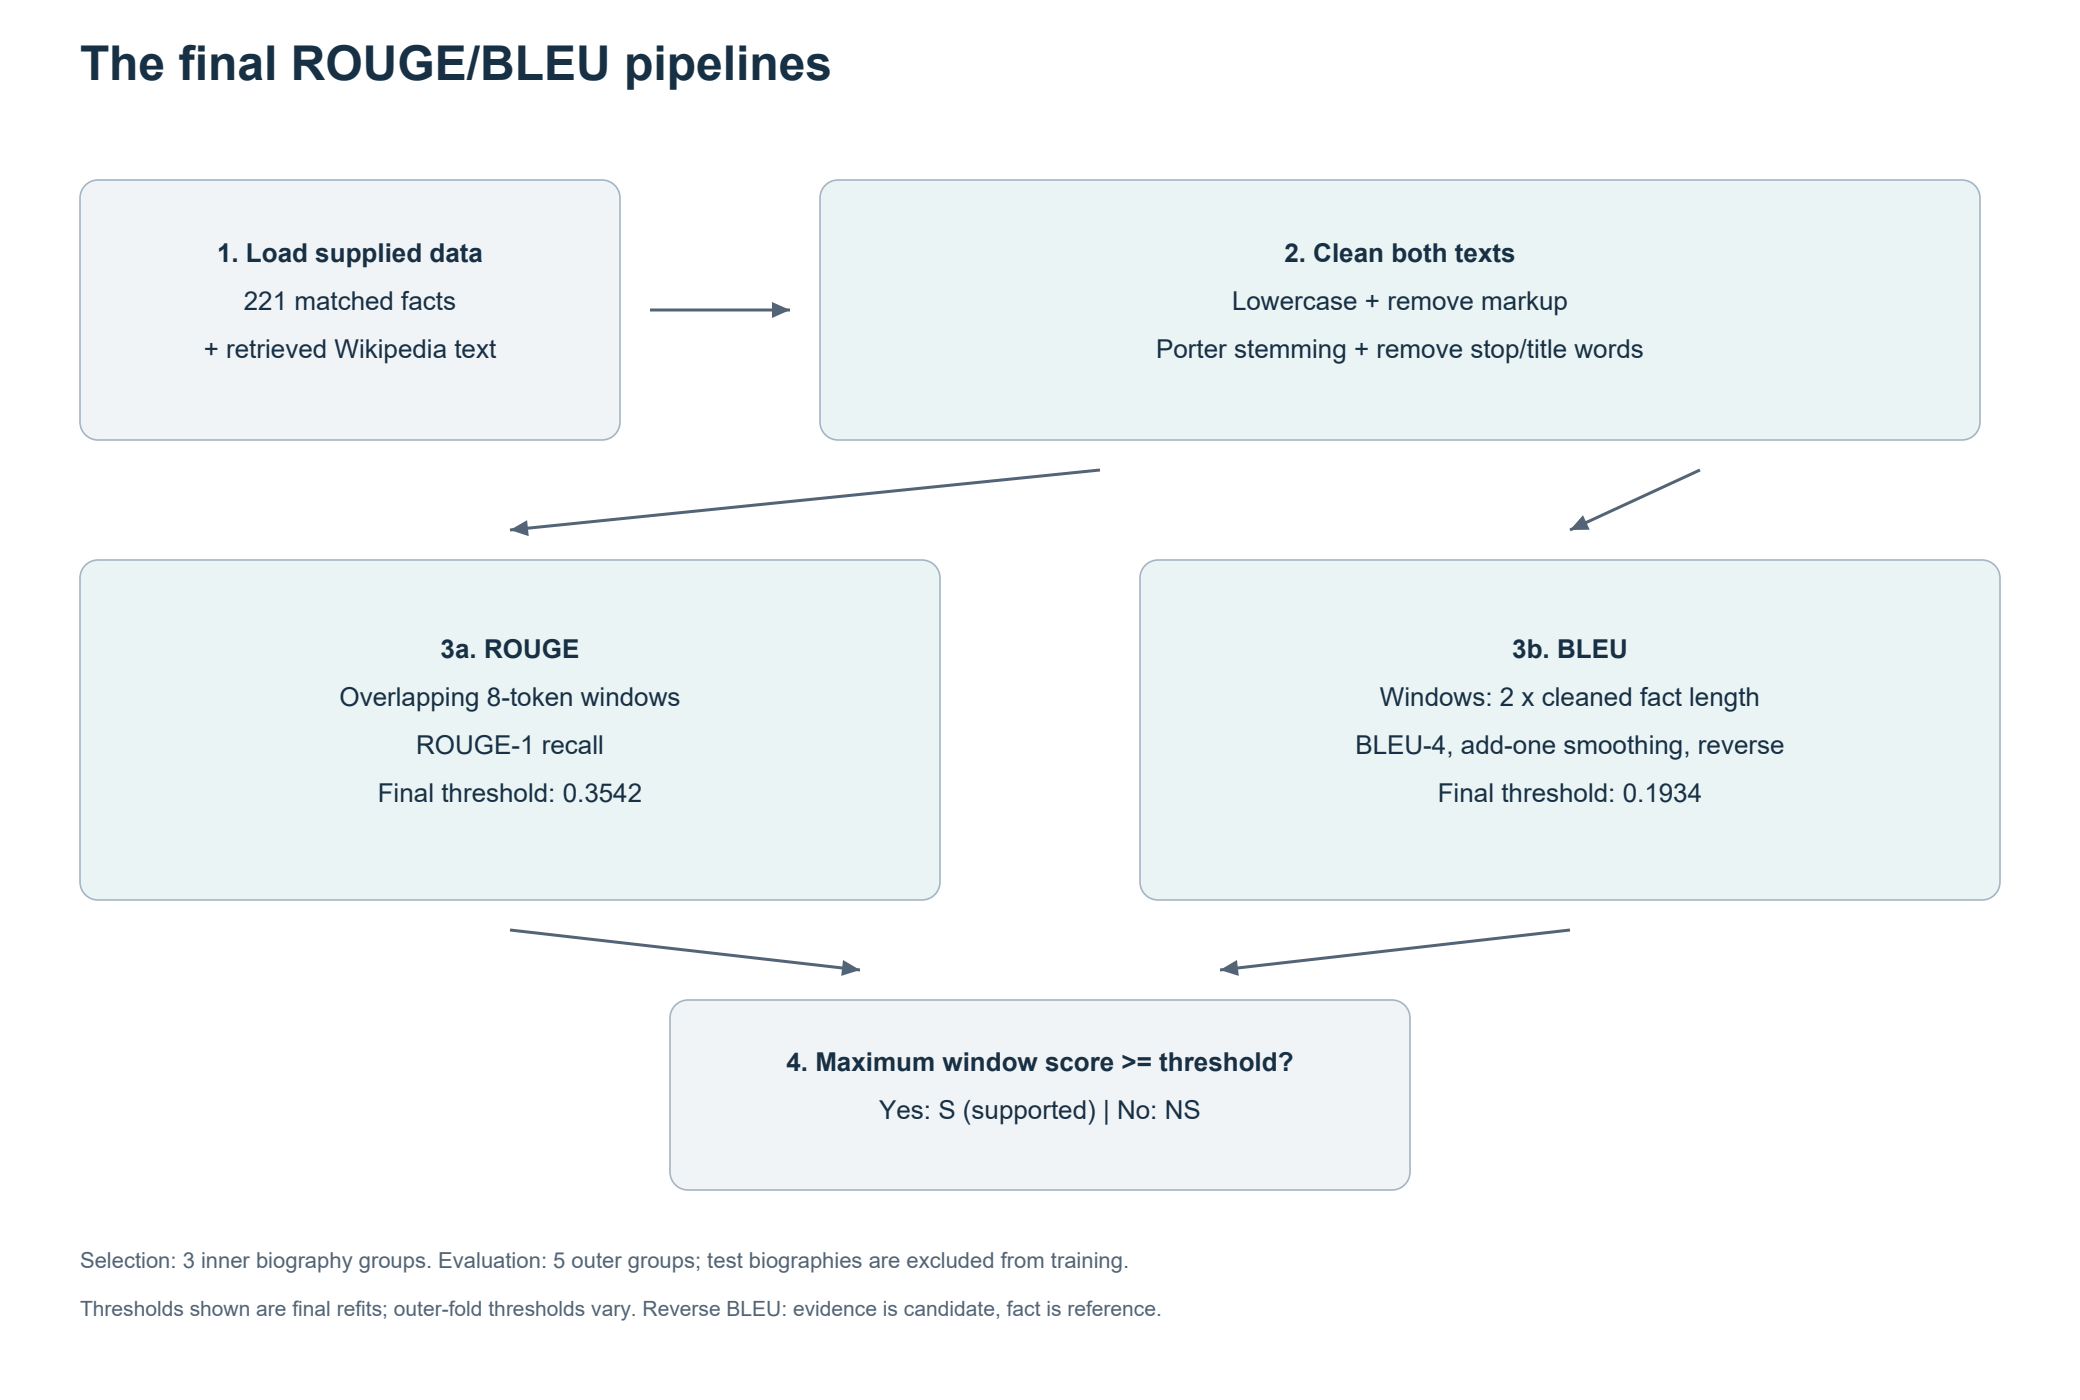 The final ROUGE/BLEU pipelines
1. Load supplied data
221 matched facts
+ retrieved Wikipedia text
2. Clean both texts
Lowercase + remove markup
Porter stemming + remove stop/title words
3a. ROUGE
Overlapping 8-token windows
ROUGE-1 recall
Final threshold: 0.3542
3b. BLEU
Windows: 2 x cleaned fact length
BLEU-4, add-one smoothing, reverse
Final threshold: 0.1934
4. Maximum window score >= threshold?
Yes: S (supported) | No: NS
Selection: 3 inner biography groups. Evaluation: 5 outer groups; test biographies are excluded from training.
Thresholds shown are final refits; outer-fold thresholds vary. Reverse BLEU: evidence is candidate, fact is reference.